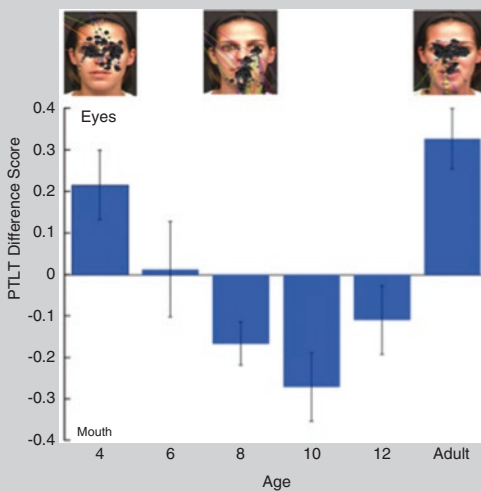 0.4
Eyes
0.3
0.2
0.1
0
-0.1
-0.2
-0.3
-0.4
Mouth
PTLT Difference Score
4 6 8 10 12 Adult
Age